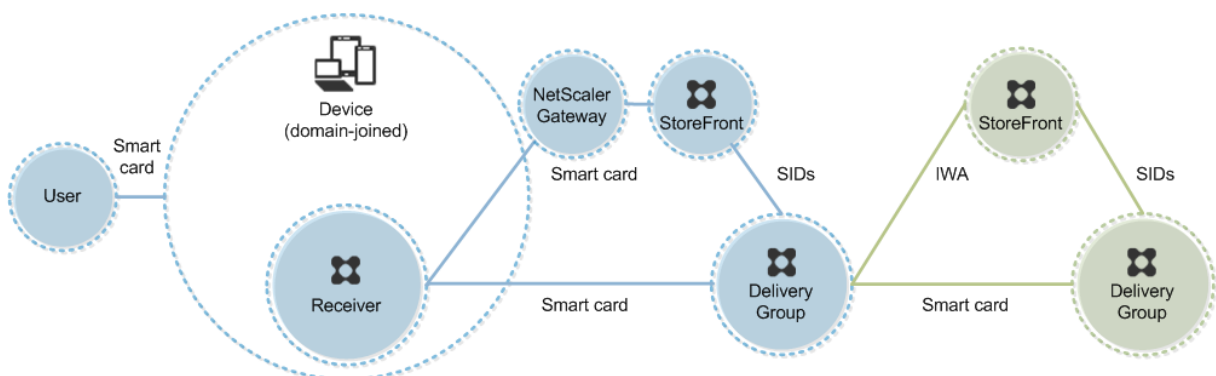 User
Smart
card
Device
(domain-joined)
Receiver
NetScaler
Gateway
StoreFront
Smart card
SIDs
Smart card
Delivery
Group
IWA
StoreFront
SIDs
Smart card
Delivery
Group